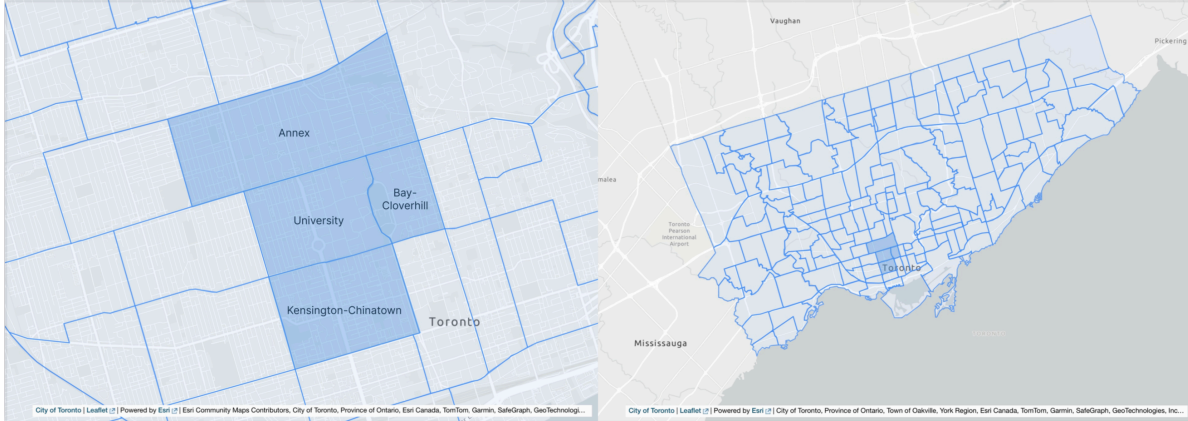 Annex
Bay-
Cloverhill
University
Kensington-Chinatown
Toronto
City of Toronto | Leaflet | Powered by Esri | Esri Community Maps Contributors, City of Toronto, Province of Ontario, Esri Canada, TomTom, Garmin, SafeGraph, GeoTechnologi...
Vaughan
Pickering
malea
Toronto
Pearson
International
Airport
Toronto
Mississauga
City of Toronto | Leaflet | Powered by Esri | City of Toronto, Province of Ontario, Town of Oakville, York Region, Esri Canada, TomTom, Garmin, SafeGraph, GeoTechnologies, Inc...